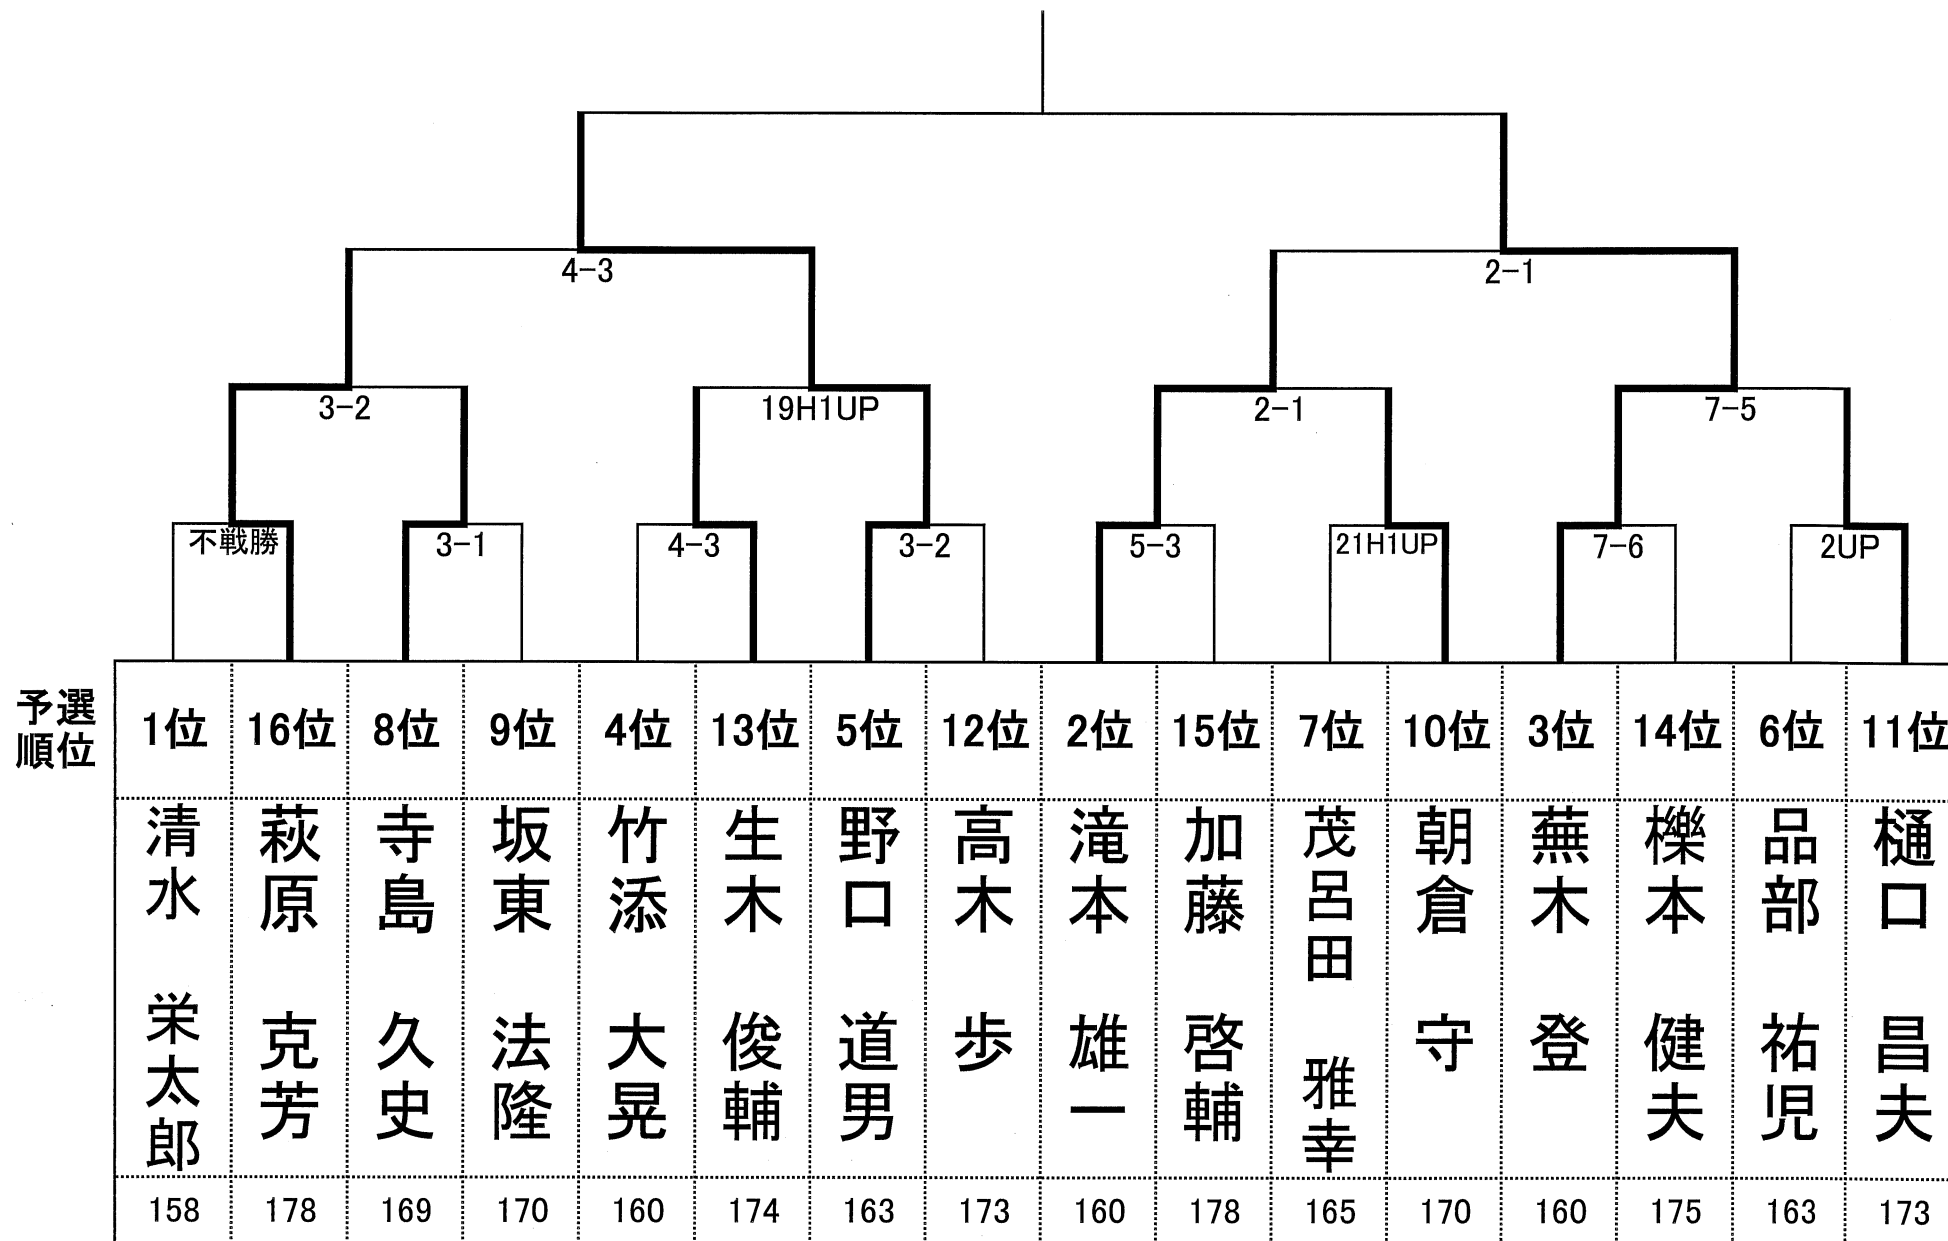 4-3
2-1
3-2
19H1UP
2-1
7-5
不戦勝
3-1
4-3
3-2
5-3
21H1UP
7-6
2UP
予選
順位
1位 16位 8位 9位 4位 13位 5位 12位 2位 15位 7位 10位 3位 14位 6位 11位
清水 栄太郎
萩原 克芳
寺島 久史
坂東 法隆
竹添 大晃
生木 俊輔
野口 道男
高木 歩
滝本 雄一
加藤 啓輔
茂呂田 雅幸
朝倉 守
蕪木 登
櫟本 健夫
品部 祐児
樋口 昌夫
158 178 169 170 160 174 163 173 160 178 165 170 160 175 163 173